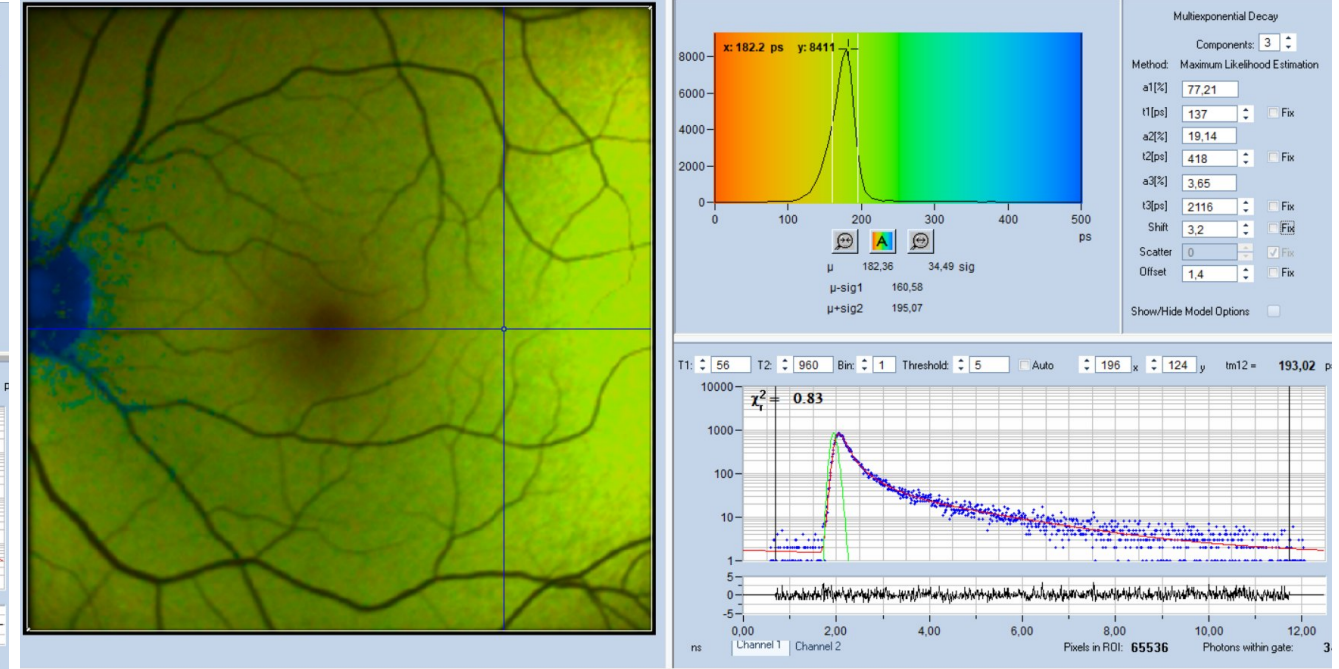 x: 182.2 ps y: 8411
8000
6000
4000
2000
0
0 100 200 300 400 500
ps
A
μ 182,36 34,49 sig
μ-sig1 160,58
μ+sig2 195,07
Multiexponential Decay
Components: 3
Method: Maximum Likelihood Estimation
a1[%] 77,21
t1[ps] 137 Fix
a2[%] 19,14
t2[ps] 418 Fix
a3[%] 3,65
t3[ps] 2116 Fix
Shift 3,2 Fix
Scatter 0 Fix
Offset 1,4 Fix
Show/Hide Model Options
T1: 56 T2: 960 Bin: 1 Threshold: 5 Auto 196 x 124 y tm12 = 193,02 p
χ²r = 0.83
10000
1000
100
10
1
5
0
-5
0,00 2,00 4,00 6,00 8,00 10,00 12,00
ns Channel 1 Channel 2 Pixels in ROI: 65536 Photons within gate: 3